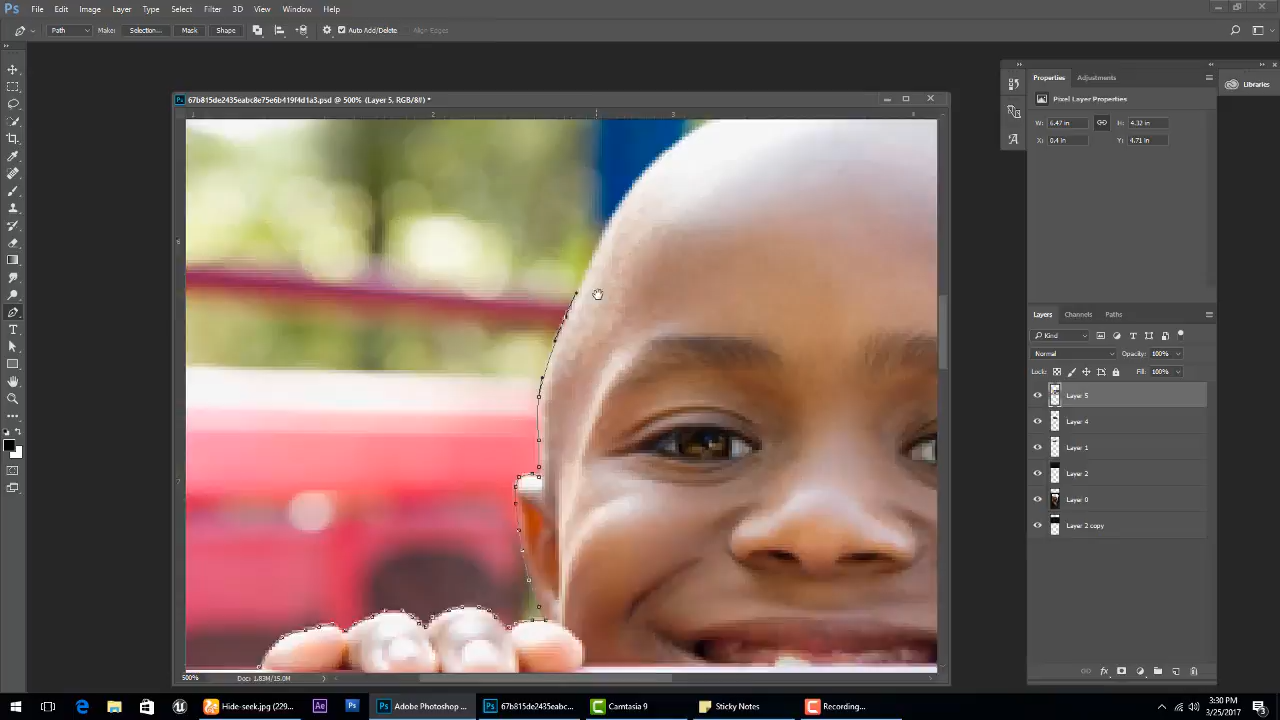 Ps File Edit Image Layer Type Select Filter 3D View Window Help
Path Make: Selection... Mask Shape Auto Add/Delete Align Edges
67b815de2435eabc8e75e6b419f4d1a3.psd @ 500% (Layer 5, RGB/8#) *
Properties Adjustments
Libraries
Pixel Layer Properties
W: 6.47 in H: 4.32 in
X: 0.4 in Y: 4.71 in
Layers Channels Paths
Kind
Normal Opacity: 100%
Lock: Fill: 100%
Layer 5
Layer 4
Layer 1
Layer 2
Layer 0
Layer 2 copy
500% Doc: 1.83M/15.0M
Hide-seek.jpg (229... Adobe Photoshop ... 67b815de2435eabc... Camtasia 9 Sticky Notes Recording...
3:30 PM
3/25/2017